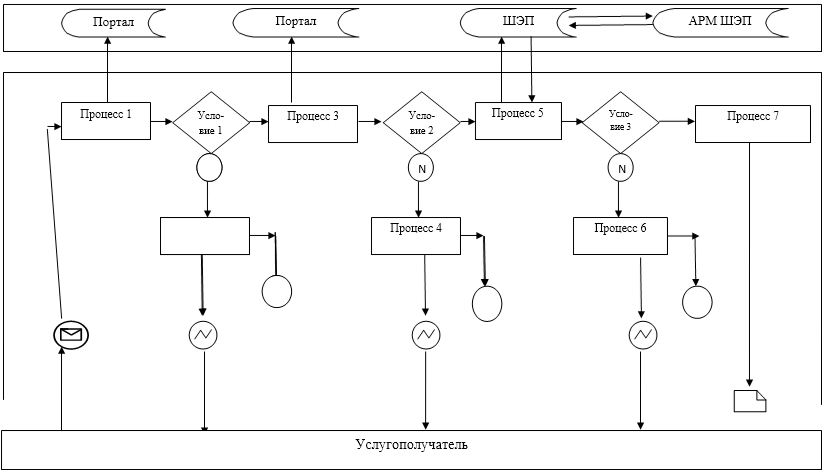 Портал
Портал
ШЭП
АРМ ШЭП
Процесс 1
Усло-
вие 1
Процесс 3
Усло-
вие 2
Процесс 5
Усло-
вие 3
Процесс 7
N
N
Процесс 4
Процесс 6
Услугополучатель